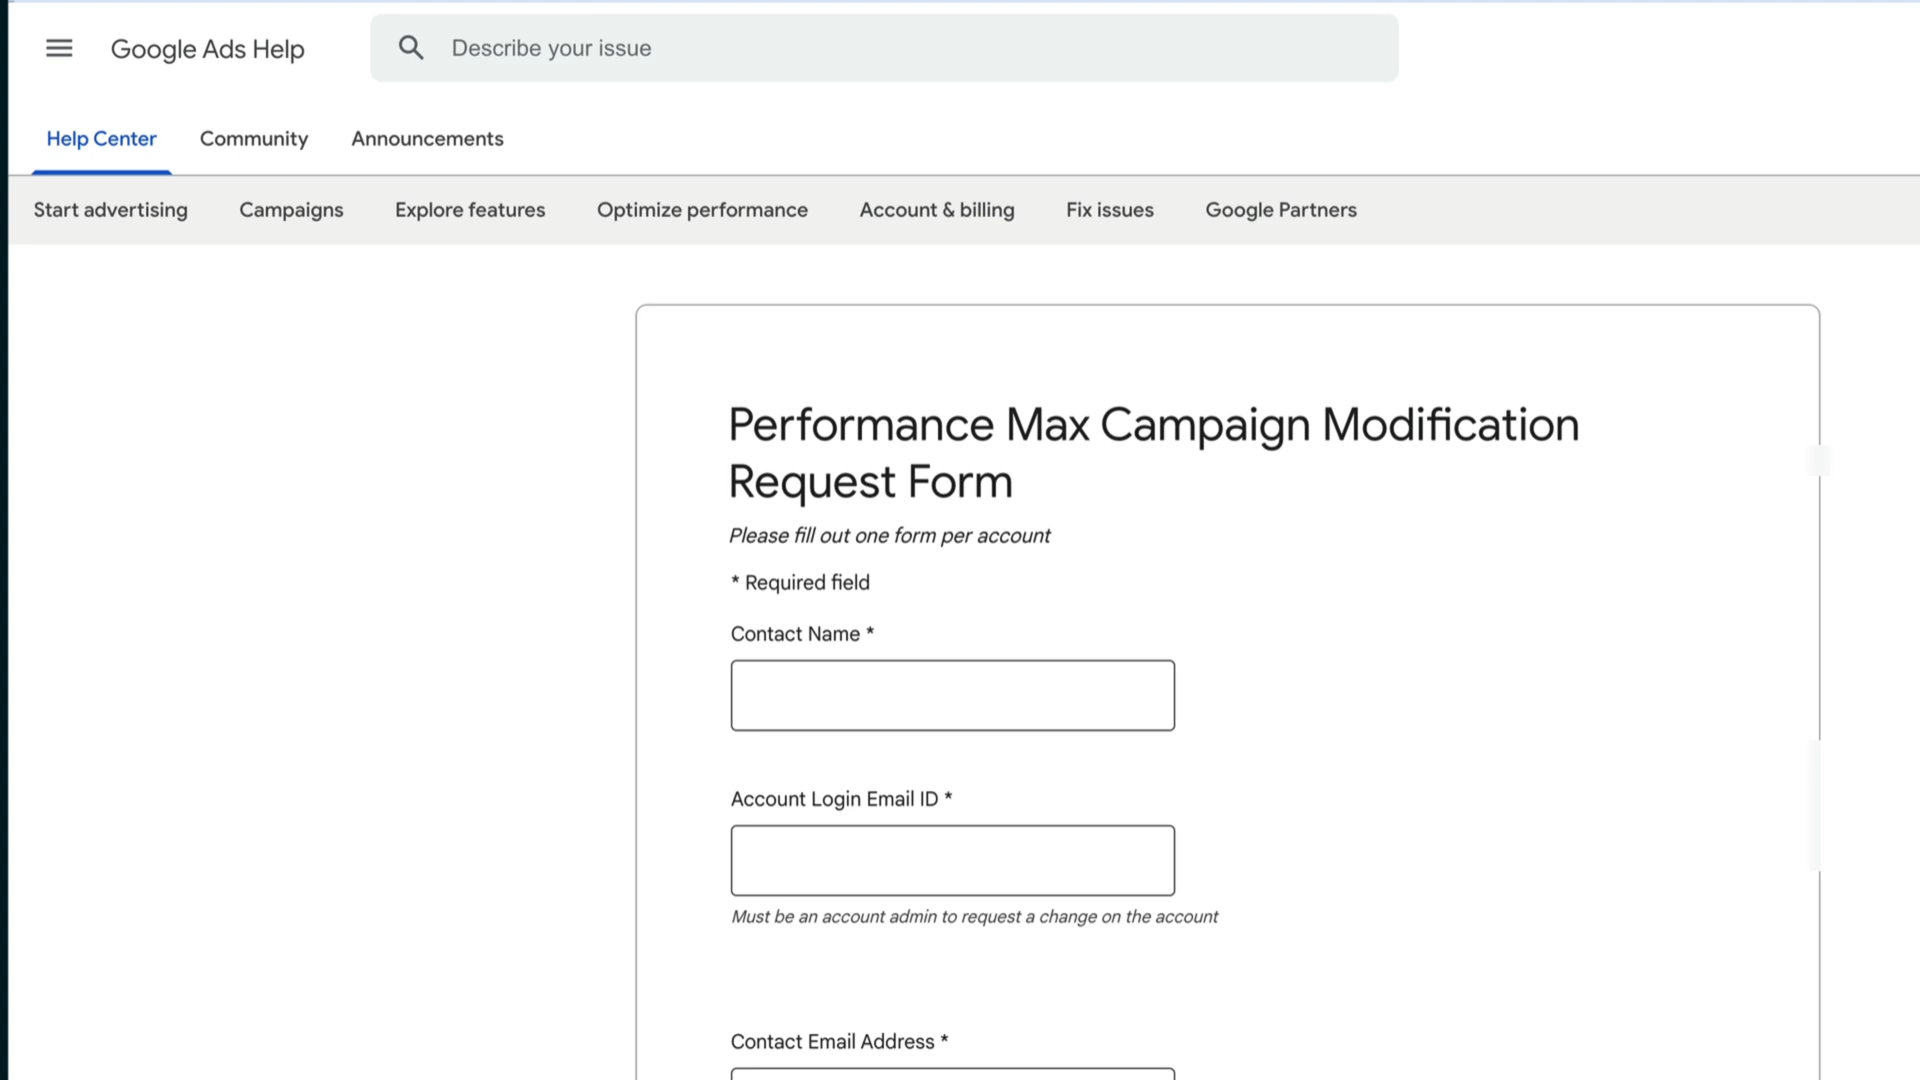 Google Ads Help
Describe your issue
Help Center
Community
Announcements
Start advertising
Campaigns
Explore features
Optimize performance
Account & billing
Fix issues
Google Partners
Performance Max Campaign Modification
Request Form
Please fill out one form per account
* Required field
Contact Name *
Account Login Email ID *
Must be an account admin to request a change on the account
Contact Email Address *